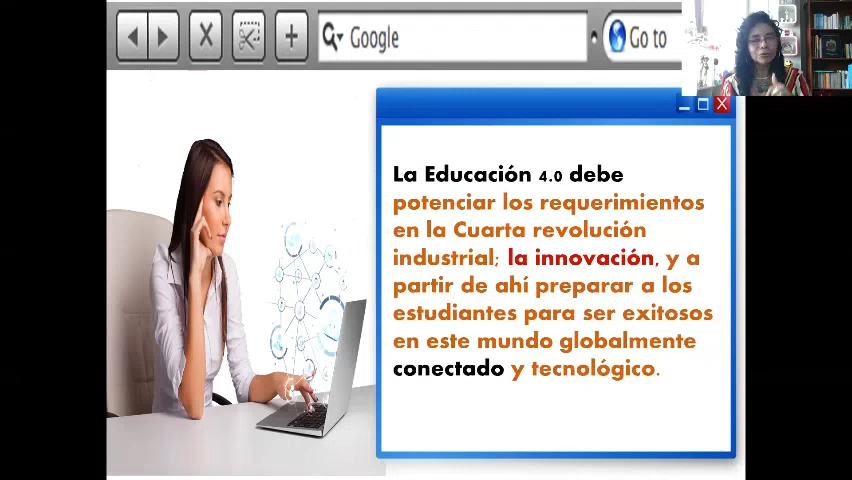 Google
Go to
La Educación 4.0 debe
potenciar los requerimientos
en la Cuarta revolución
industrial; la innovación, y a
partir de ahí preparar a los
estudiantes para ser exitosos
en este mundo globalmente
conectado y tecnológico.